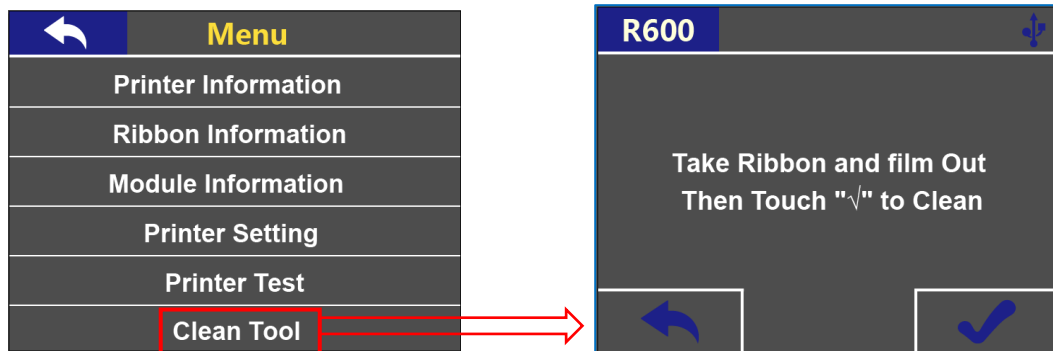 Menu
Printer Information
Ribbon Information
Module Information
Printer Setting
Printer Test
Clean Tool
R600
Take Ribbon and film Out
Then Touch "√" to Clean